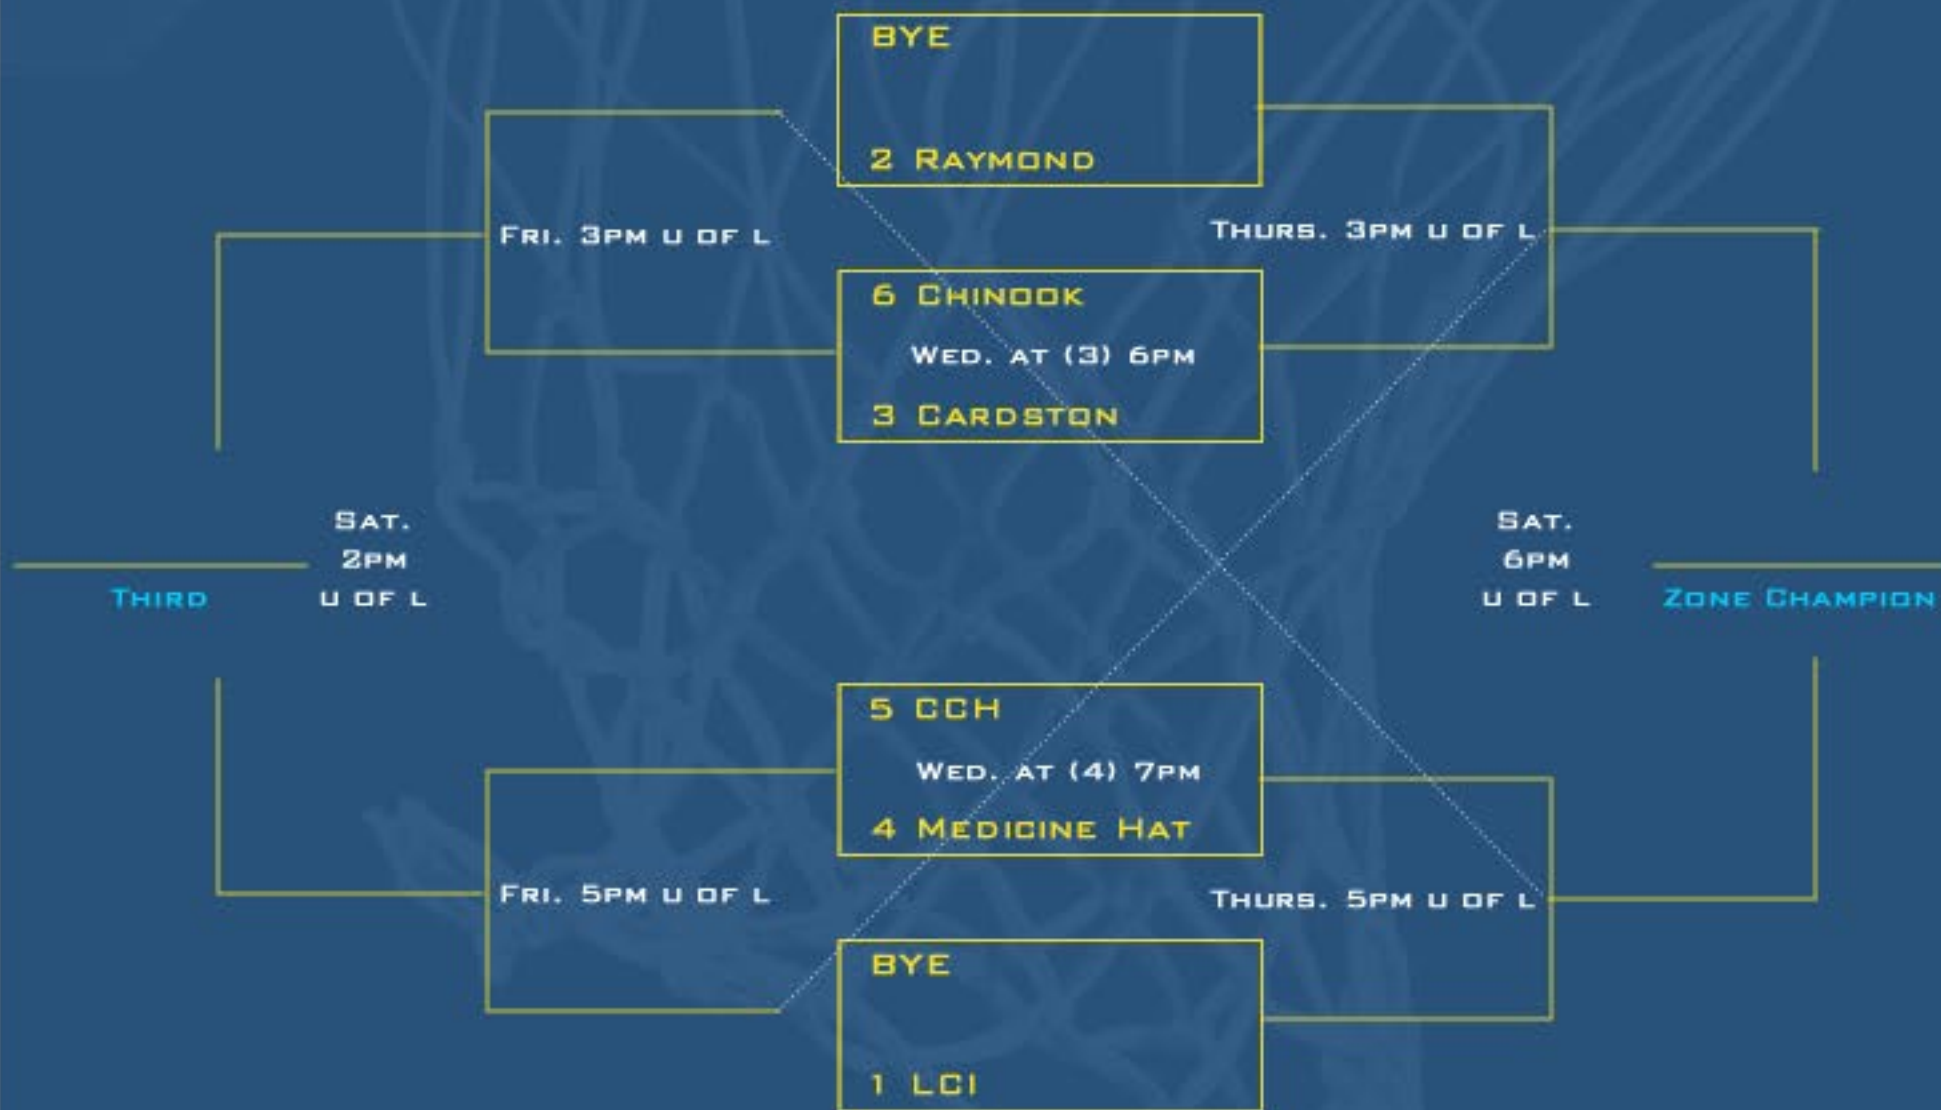 BYE
2 RAYMOND
FRI. 3PM U OF L
THURS. 3PM U OF L
6 CHINOOK
WED. AT (3) 6PM
3 CARDSTON
SAT.
2PM
U OF L
THIRD
SAT.
6PM
U OF L
ZONE CHAMPION
5 CCH
WED. AT (4) 7PM
4 MEDICINE HAT
FRI. 5PM U OF L
THURS. 5PM U OF L
BYE
1 LCI